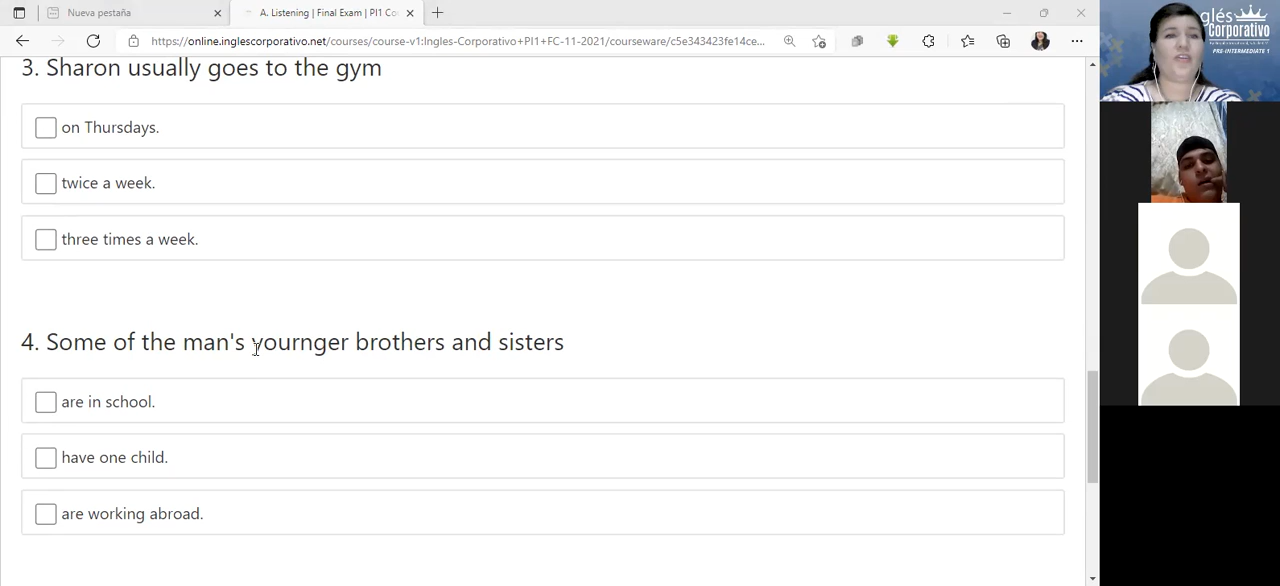 Nueva pestaña
A. Listening | Final Exam | PI1 Co
https://online.inglescorporativo.net/courses/course-v1:Ingles-Corporativo+PI1+FC-11-2021/courseware/c5e343423fe14ce...
glés
Corporativo
PRE-INTERMEDIATE 1
3. Sharon usually goes to the gym
on Thursdays.
twice a week.
three times a week.
4. Some of the man's yournger brothers and sisters
are in school.
have one child.
are working abroad.